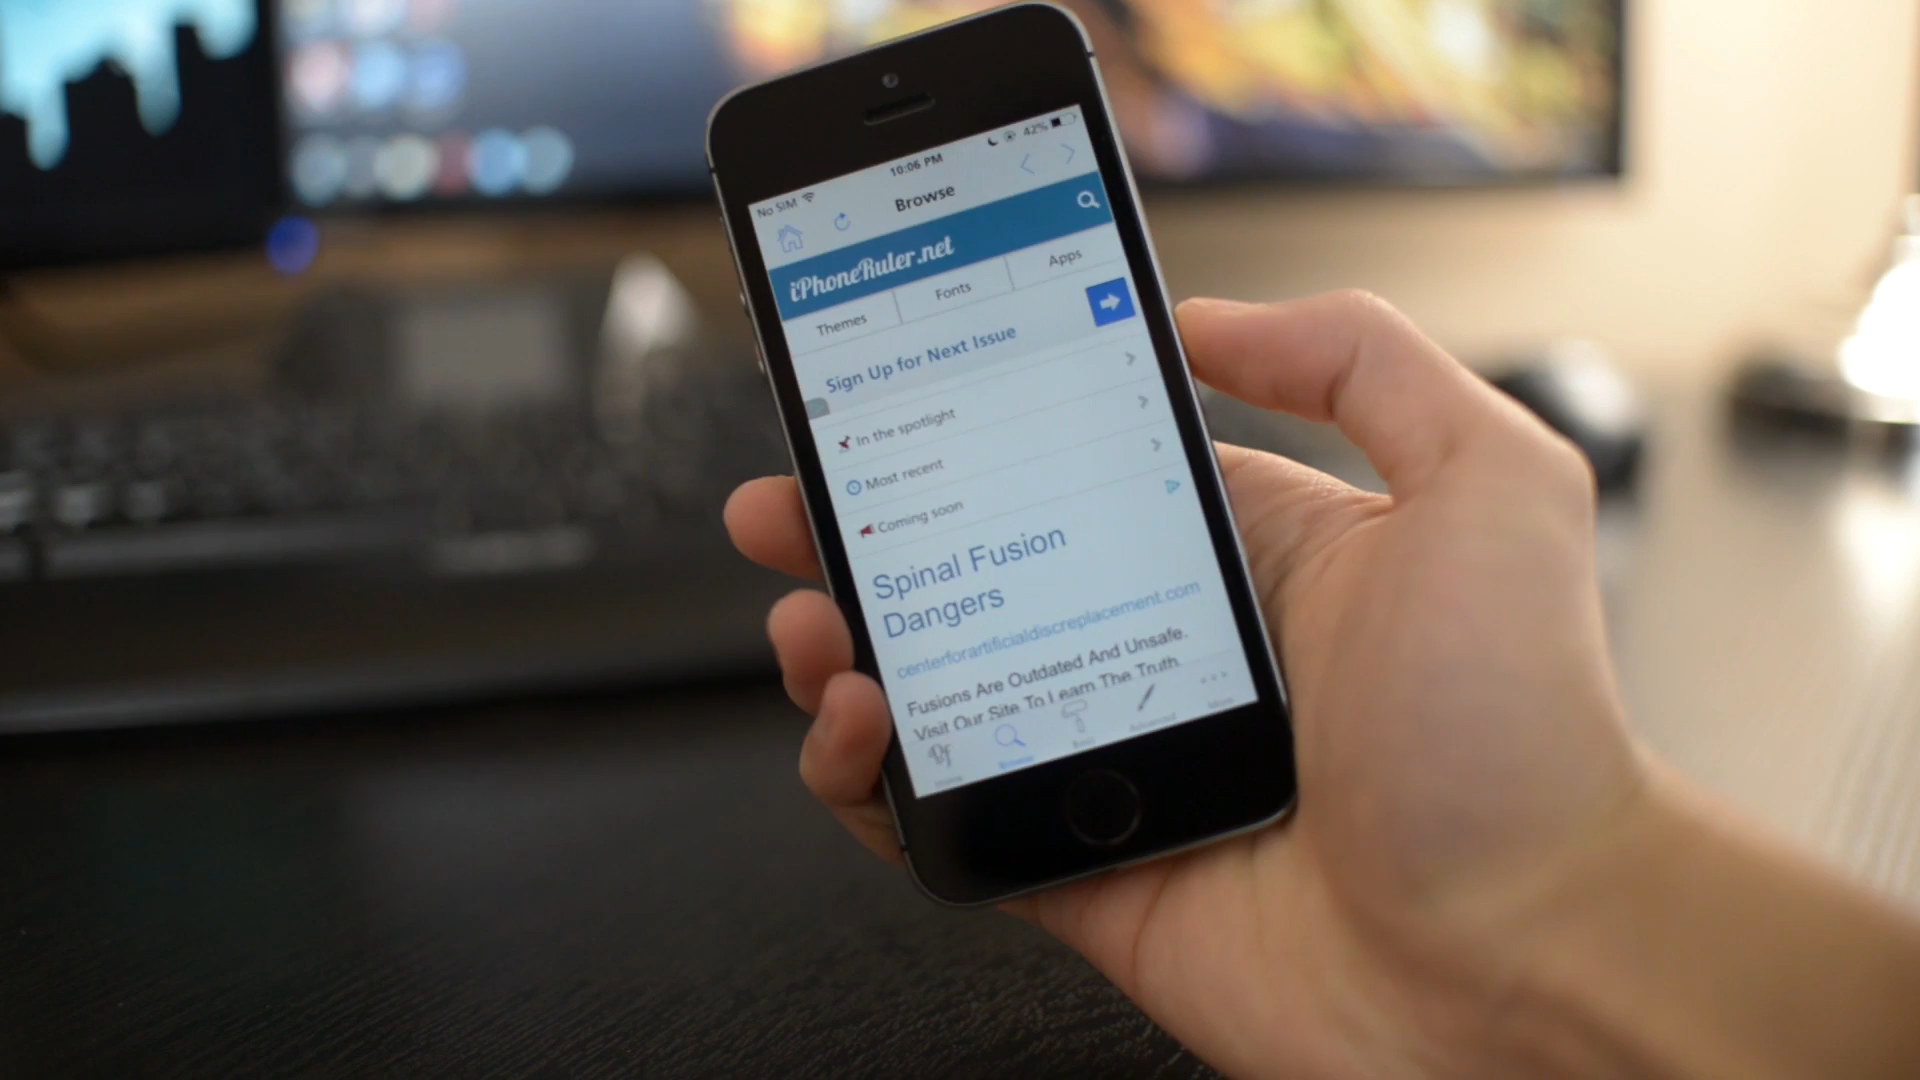 No SIM 10:06 PM 42%
Browse
iPhoneRuler.net
Themes Fonts Apps
Sign Up for Next Issue
In the spotlight
Most recent
Coming soon
Spinal Fusion
Dangers
centerforartificialdiscreplacement.com
Fusions Are Outdated And Unsafe.
Visit Our Site To Learn The Truth.
Browse